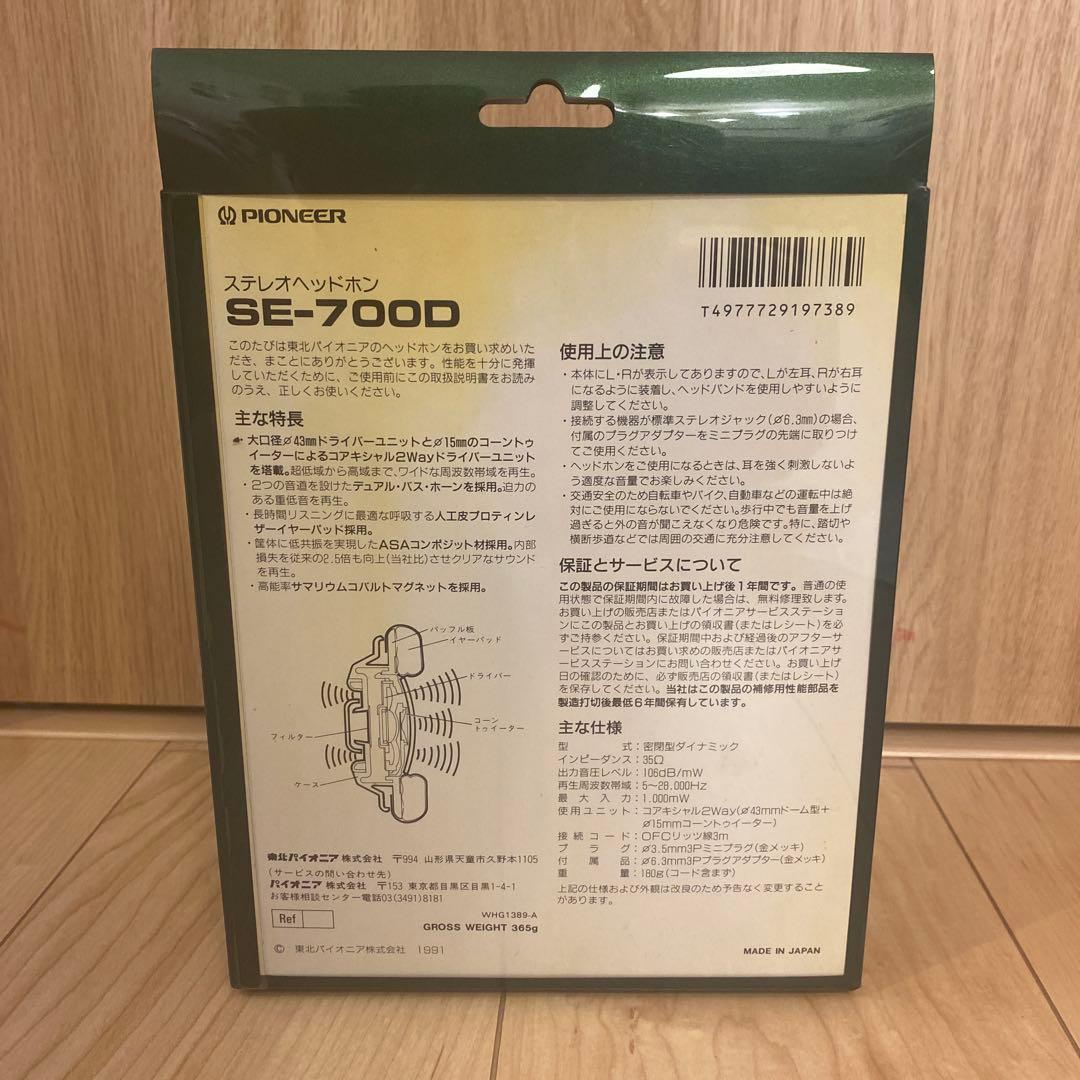 PIONEER
ステレオヘッドホン
SE-700D
このたびは東北パイオニアのヘッドホンをお買い求めいた
だき、まことにありがとうございます。性能を十分に発揮し
ていただくために、ご使用前にこの取扱説明書をお読み
のうえ、正しくお使いください。
主な特長
・大口径ø43mmドライバーユニットとø15mmのコーントゥ
イーターによるコアキシャル2Wayドライバーユニット
を搭載。超低域から高域まで、ワイドな周波数帯域を再生。
・2つの音道を設けたデュアル・バス・ホーンを採用。迫力の
ある重低音を再生。
・長時間リスニングに最適な呼吸する人工皮プロティンレ
ザーイヤーパッド採用。
・筐体に低共振を実現したASAコンポジット材採用。内部
損失を従来の2.5倍も向上(当社比)させクリアなサウンド
を再生。
・高能率サマリウムコバルトマグネットを採用。
バッフル板
イヤーパッド
ドライバー
コーン
トゥイーター
フィルター
ケース
東北パイオニア株式会社 〒994 山形県天童市久野本1105
(サービスの問い合わせ先)
パイオニア株式会社 〒153 東京都目黒区目黒1-4-1
お客様相談センター電話03(3491)8181
Ref
WHG1389-A
GROSS WEIGHT 365g
© 東北パイオニア株式会社 1991
T4977729197389
使用上の注意
・本体にL・Rが表示してありますので、Lが左耳、Rが右耳
になるように装着し、ヘッドバンドを使用しやすいように
調整してください。
・接続する機器が標準ステレオジャック(ø6.3mm)の場合、
付属のプラグアダプターをミニプラグの先端に取りつけ
てご使用ください。
・ヘッドホンをご使用になるときは、耳を強く刺激しないよ
う適度な音量でお楽しみください。
・交通安全のため自転車やバイク、自動車などの運転中は絶
対にご使用にならないでください。歩行中でも音量を上げ
過ぎると外の音が聞こえなくなり危険です。特に、踏切や
横断歩道などでは周囲の交通に充分注意してください。
保証とサービスについて
この製品の保証期間はお買い上げ後1年間です。普通の使
用状態で保証期間内に故障した場合は、無料修理致します。
お買い上げの販売店またはパイオニアサービスステーショ
ンにこの製品とお買い上げの領収書(またはレシート)を必
ずご持参ください。保証期間中および経過後のアフターサー
ビスについてはお買い求めの販売店またはパイオニアサ
ービスステーションにお問い合わせください。お買い上げ
日の確認のために、必ず販売店の領収書(またはレシート)
を保存してください。当社はこの製品の補修用性能部品を
製造打切後最低6年間保有しています。
主な仕様
型式：密閉型ダイナミック
インピーダンス：35Ω
出力音圧レベル：106dB/mW
再生周波数帯域：5〜28.000Hz
最大入力：1.000mW
使用ユニット：コアキシャル2Way(ø43mmドーム型+
ø15mmコーントゥイーター)
接続コード：OFCリッツ線3m
プラグ：ø3.5mm3Pミニプラグ(金メッキ)
付属品：ø6.3mm3Pプラグアダプター(金メッキ)
重量：180g(コード含まず)
上記の仕様および外観は改良のため予告なく変更すること
があります。
MADE IN JAPAN